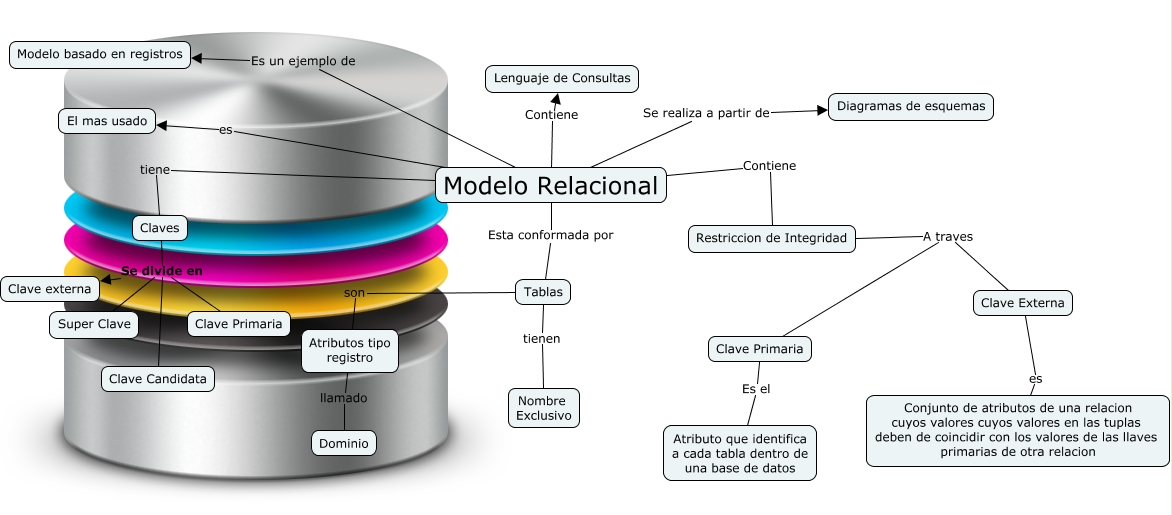 Modelo basado en registros
Es un ejemplo de
Lenguaje de Consultas
Contiene
Se realiza a partir de
Diagramas de esquemas
El mas usado
es
tiene
Modelo Relacional
Contiene
Claves
Esta conformada por
Restriccion de Integridad
A traves
Se divide en
Clave externa
Super Clave
Clave Primaria
Clave Candidata
son
Tablas
Atributos tipo
registro
llamado
Dominio
tienen
Nombre
Exclusivo
Clave Primaria
Es el
Atributo que identifica
a cada tabla dentro de
una base de datos
Clave Externa
es
Conjunto de atributos de una relacion
cuyos valores cuyos valores en las tuplas
deben de coincidir con los valores de las llaves
primarias de otra relacion